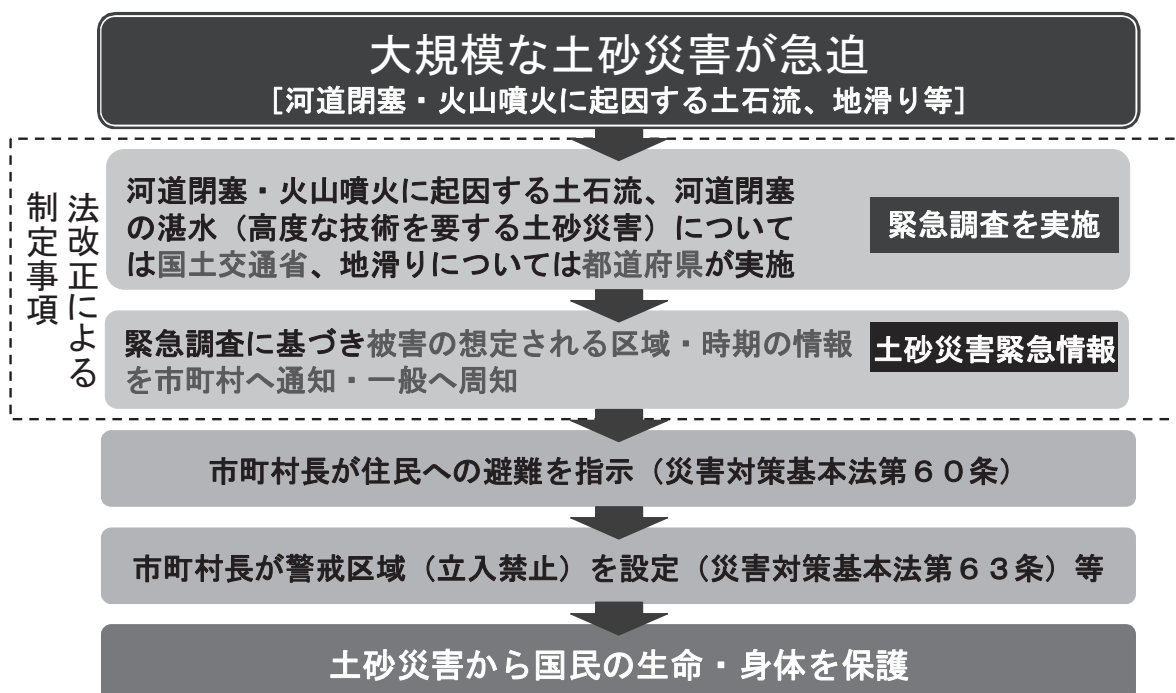 大規模な土砂災害が急迫
［河道閉塞・火山噴火に起因する土石流、地滑り等］
法改正による
制定事項
河道閉塞・火山噴火に起因する土石流、河道閉塞
の湛水（高度な技術を要する土砂災害）について
は国土交通省、地滑りについては都道府県が実施
緊急調査を実施
緊急調査に基づき被害の想定される区域・時期の情報
を市町村へ通知・一般へ周知
土砂災害緊急情報
市町村長が住民への避難を指示（災害対策基本法第６０条）
市町村長が警戒区域（立入禁止）を設定（災害対策基本法第６３条）等
土砂災害から国民の生命・身体を保護